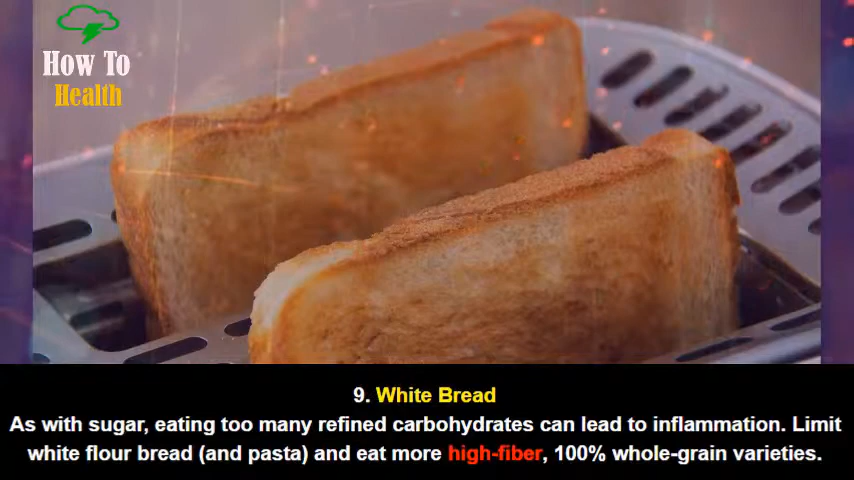 How To
Health
9. White Bread
As with sugar, eating too many refined carbohydrates can lead to inflammation. Limit
white flour bread (and pasta) and eat more high-fiber, 100% whole-grain varieties.